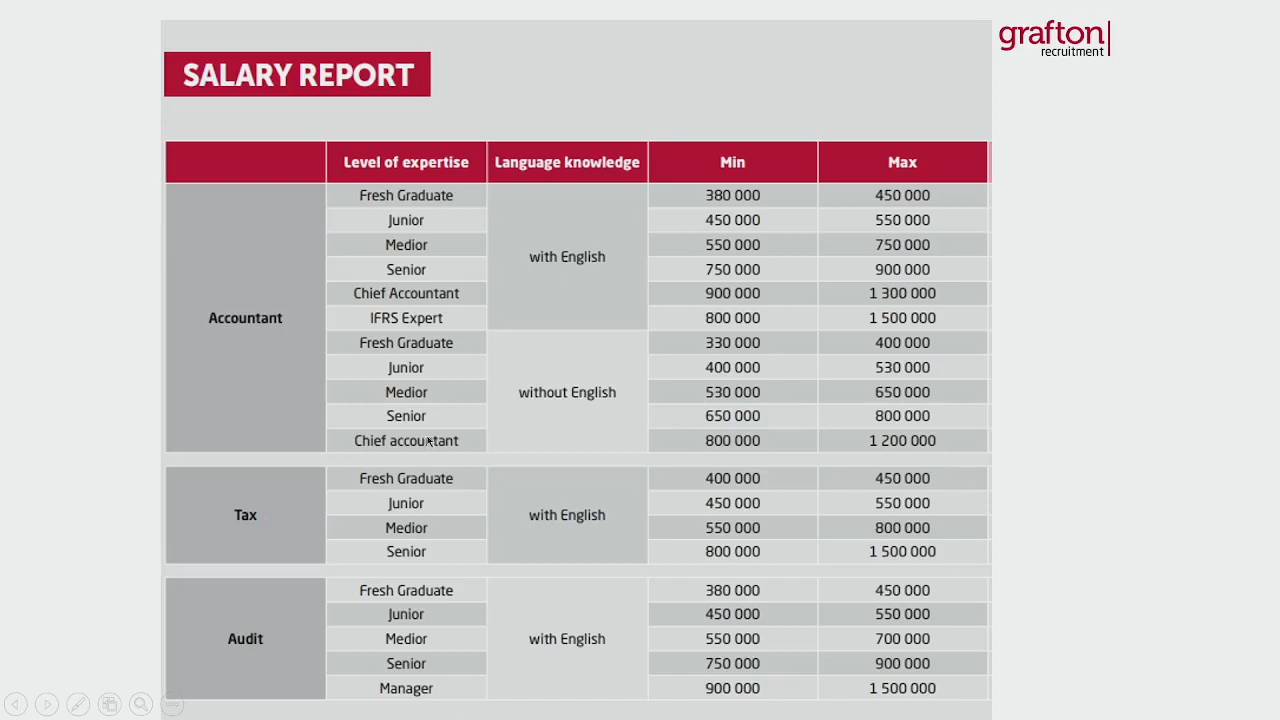 grafton
recruitment
SALARY REPORT
Level of expertise Language knowledge Min Max
Accountant
Fresh Graduate with English 380 000 450 000
Junior 450 000 550 000
Medior 550 000 750 000
Senior 750 000 900 000
Chief Accountant 900 000 1 300 000
IFRS Expert 800 000 1 500 000
Fresh Graduate without English 330 000 400 000
Junior 400 000 530 000
Medior 530 000 650 000
Senior 650 000 800 000
Chief accountant 800 000 1 200 000
Tax
Fresh Graduate with English 400 000 450 000
Junior 450 000 550 000
Medior 550 000 800 000
Senior 800 000 1 500 000
Audit
Fresh Graduate with English 380 000 450 000
Junior 450 000 550 000
Medior 550 000 700 000
Senior 750 000 900 000
Manager 900 000 1 500 000